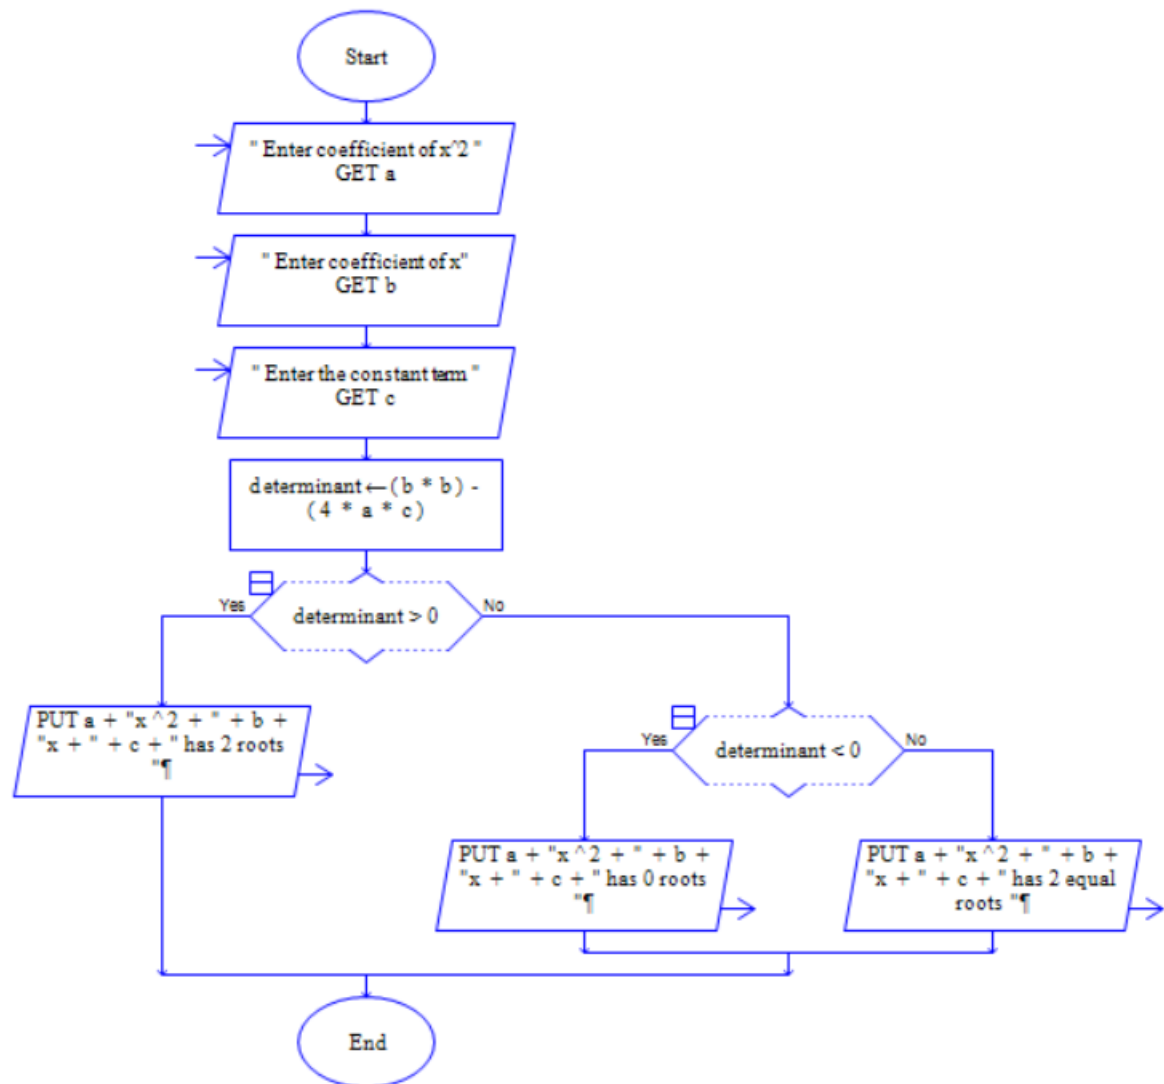 Start
" Enter coefficient of x^2 "
GET a
" Enter coefficient of x"
GET b
" Enter the constant term "
GET c
determinant ← (b * b) -
(4 * a * c)
Yes
determinant > 0
No
PUT a + "x ^2 + " + b +
"x + " + c + " has 2 roots
"¶
Yes
determinant < 0
No
PUT a + "x ^2 + " + b +
"x + " + c + " has 0 roots
"¶
PUT a + "x ^2 + " + b +
"x + " + c + " has 2 equal
roots "¶
End